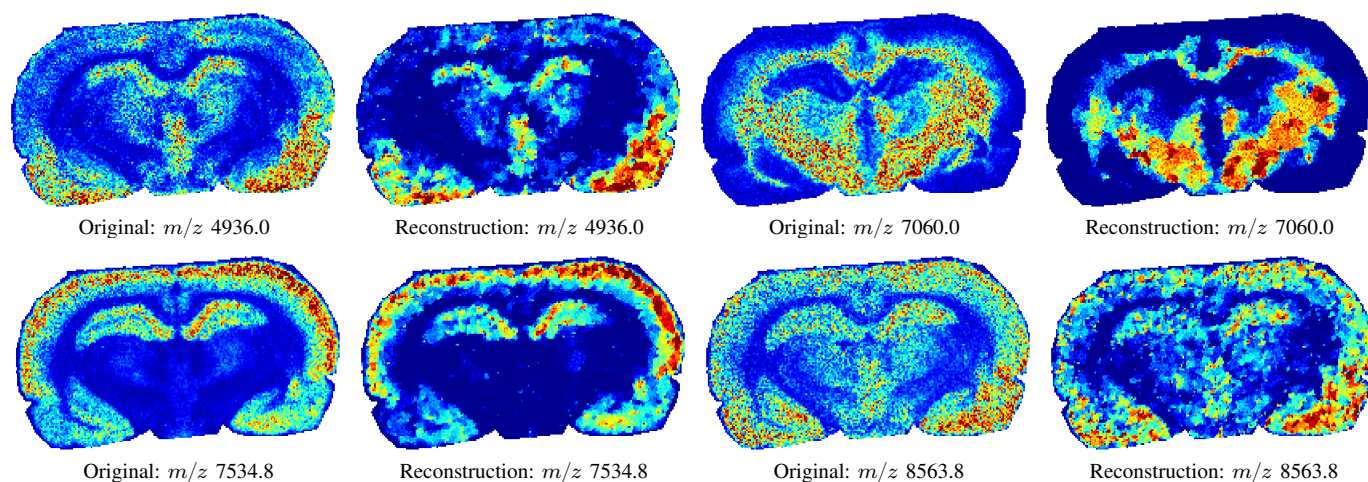 Original: m/z 4936.0
Reconstruction: m/z 4936.0
Original: m/z 7060.0
Reconstruction: m/z 7060.0
Original: m/z 7534.8
Reconstruction: m/z 7534.8
Original: m/z 8563.8
Reconstruction: m/z 8563.8